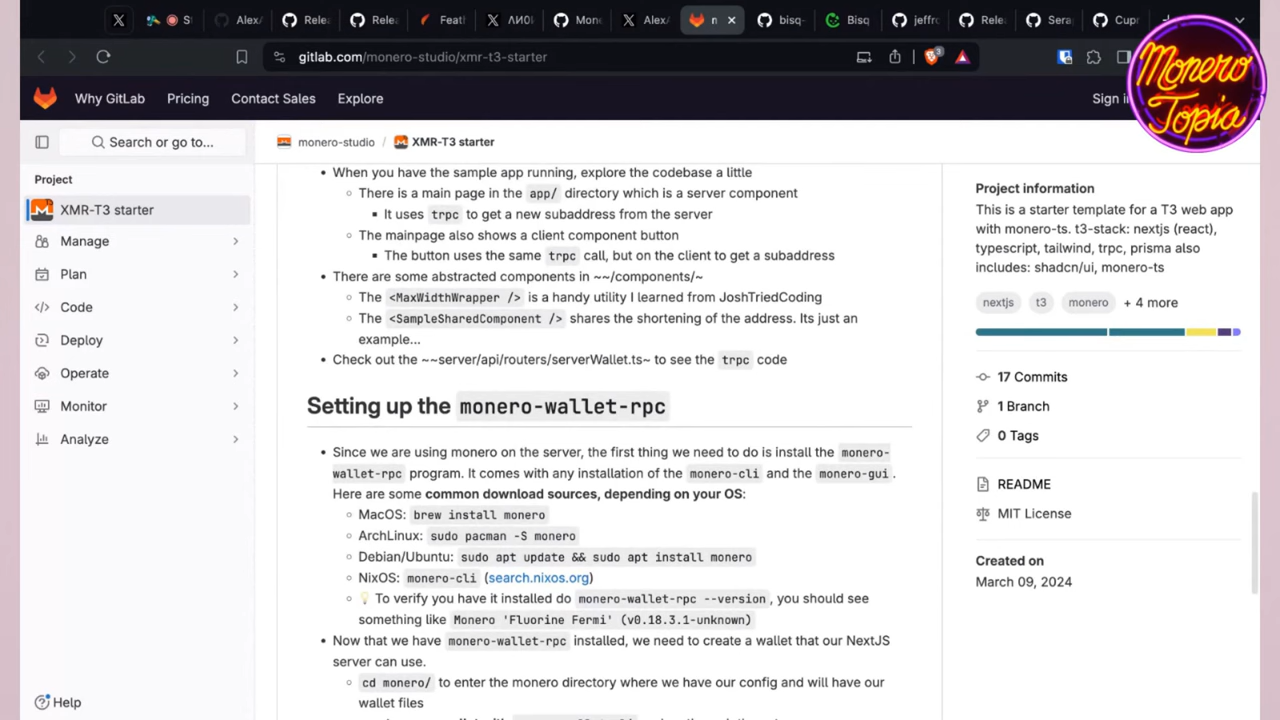 Alex/
Relea
Relea
Feath
Mone
Alex/
bisq-
Bisq
jeffro
Relea
Sera
Cupr
gitlab.com/monero-studio/xmr-t3-starter
3
Monero
Topia
Why GitLab
Pricing
Contact Sales
Explore
Sign in
Search or go to...
monero-studio / XMR-T3 starter
Project
XMR-T3 starter
Manage
Plan
Code
Deploy
Operate
Monitor
Analyze
Help
When you have the sample app running, explore the codebase a little
There is a main page in the app/ directory which is a server component
It uses trpc to get a new subaddress from the server
The mainpage also shows a client component button
The button uses the same trpc call, but on the client to get a subaddress
There are some abstracted components in ~~/components/~
The <MaxWidthWrapper /> is a handy utility I learned from JoshTriedCoding
The <SampleSharedComponent /> shares the shortening of the address. Its just an
example...
Check out the ~~server/api/routers/serverWallet.ts~ to see the trpc code
Setting up the monero-wallet-rpc
Since we are using monero on the server, the first thing we need to do is install the monero-
wallet-rpc program. It comes with any installation of the monero-cli and the monero-gui.
Here are some common download sources, depending on your OS:
MacOS: brew install monero
ArchLinux: sudo pacman -S monero
Debian/Ubuntu: sudo apt update && sudo apt install monero
NixOS: monero-cli (search.nixos.org)
To verify you have it installed do monero-wallet-rpc --version, you should see
something like Monero 'Fluorine Fermi' (v0.18.3.1-unknown)
Now that we have monero-wallet-rpc installed, we need to create a wallet that our NextJS
server can use.
cd monero/ to enter the monero directory where we have our config and will have our
wallet files
Project information
This is a starter template for a T3 web app
with monero-ts. t3-stack: nextjs (react),
typescript, tailwind, trpc, prisma also
includes: shadcn/ui, monero-ts
nextjs
t3
monero
+ 4 more
17 Commits
1 Branch
0 Tags
README
MIT License
Created on
March 09, 2024